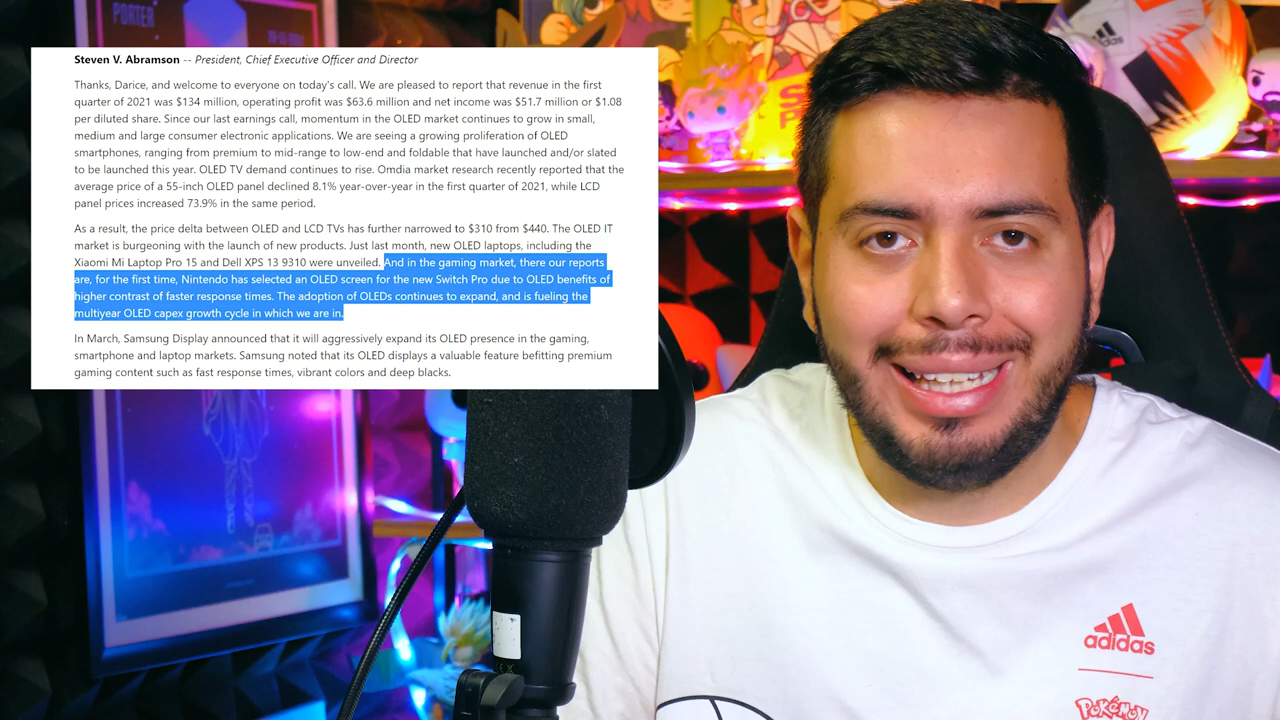 PORTER
Steven V. Abramson -- President, Chief Executive Officer and Director
Thanks, Darice, and welcome to everyone on today's call. We are pleased to report that revenue in the first
quarter of 2021 was $134 million, operating profit was $63.6 million and net income was $51.7 million or $1.08
per diluted share. Since our last earnings call, momentum in the OLED market continues to grow in small,
medium and large consumer electronic applications. We are seeing a growing proliferation of OLED
smartphones, ranging from premium to mid-range to low-end and foldable that have launched and/or slated
to be launched this year. OLED TV demand continues to rise. Omdia market research recently reported that the
average price of a 55-inch OLED panel declined 8.1% year-over-year in the first quarter of 2021, while LCD
panel prices increased 73.9% in the same period.
As a result, the price delta between OLED and LCD TVs has further narrowed to $310 from $440. The OLED IT
market is burgeoning with the launch of new products. Just last month, new OLED laptops, including the
Xiaomi Mi Laptop Pro 15 and Dell XPS 13 9310 were unveiled. And in the gaming market, there our reports
are, for the first time, Nintendo has selected an OLED screen for the new Switch Pro due to OLED benefits of
higher contrast of faster response times. The adoption of OLEDs continues to expand, and is fueling the
multiyear OLED capex growth cycle in which we are in.
In March, Samsung Display announced that it will aggressively expand its OLED presence in the gaming,
smartphone and laptop markets. Samsung noted that its OLED displays a valuable feature befitting premium
gaming content such as fast response times, vibrant colors and deep blacks.
adidas
POKéMON